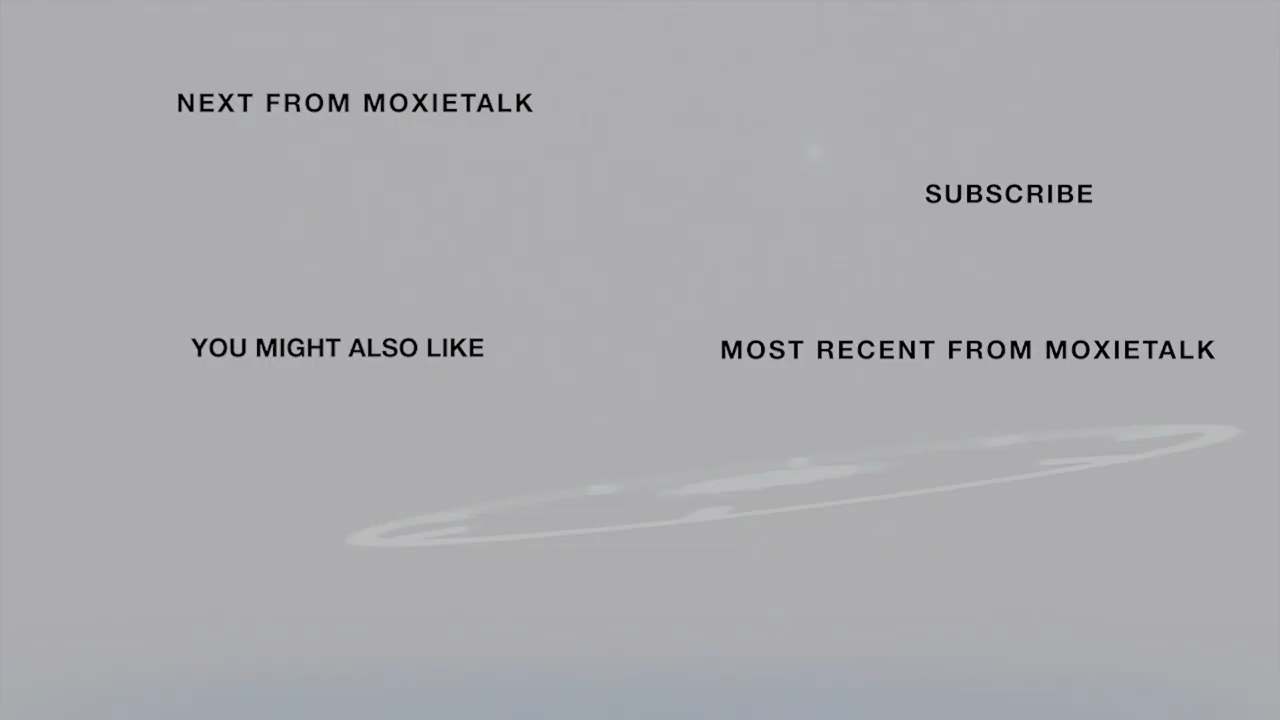 NEXT FROM MOXIETALK
SUBSCRIBE
YOU MIGHT ALSO LIKE
MOST RECENT FROM MOXIETALK